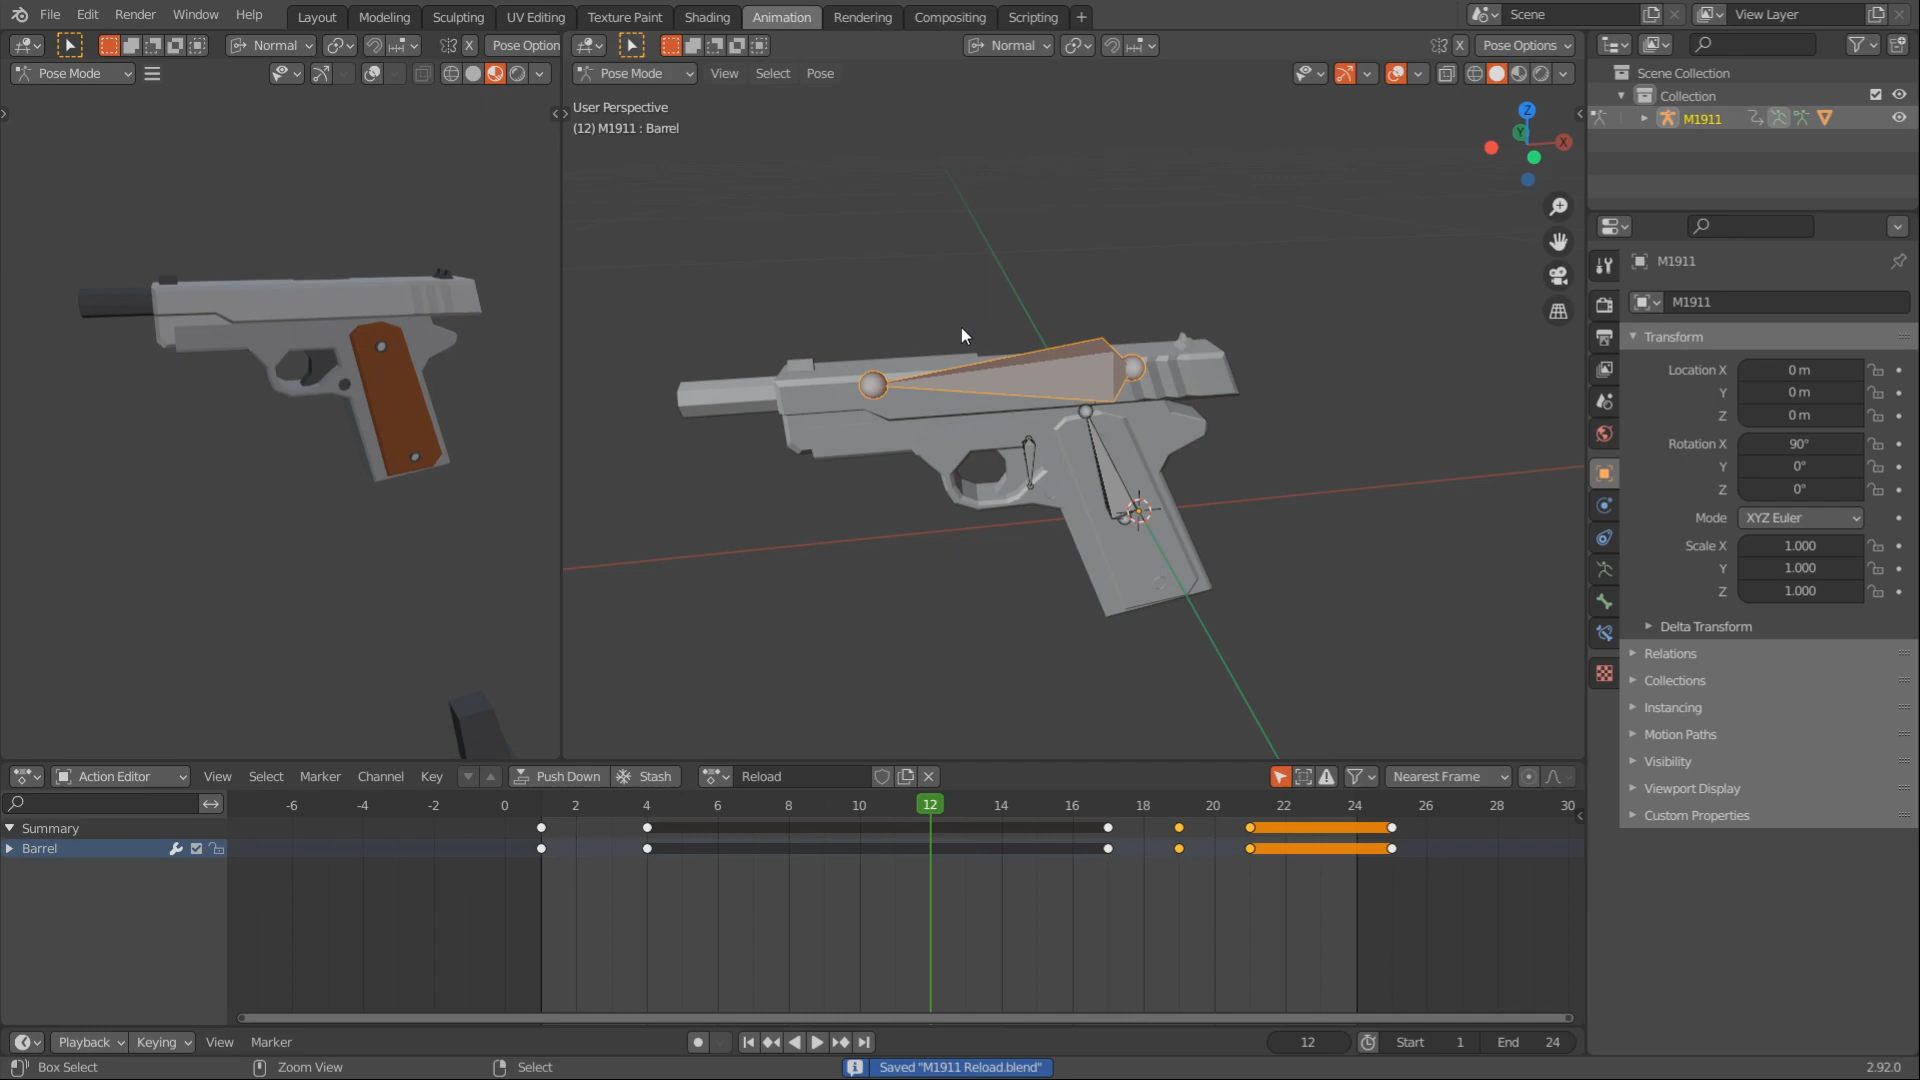 File Edit Render Window Help Layout Modeling Sculpting UV Editing Texture Paint Shading Animation Rendering Compositing Scripting + Scene View Layer
Normal X Pose Option Normal X Pose Options
Pose Mode Pose Mode View Select Pose
User Perspective
(12) M1911 : Barrel
Z
Y
X
Scene Collection
Collection
M1911
M1911
M1911
Transform
Location X 0 m
Y 0 m
Z 0 m
Rotation X 90°
Y 0°
Z 0°
Mode XYZ Euler
Scale X 1.000
Y 1.000
Z 1.000
Delta Transform
Relations
Collections
Instancing
Motion Paths
Visibility
Viewport Display
Custom Properties
Action Editor View Select Marker Channel Key Push Down Stash Reload Nearest Frame
-6 -4 -2 0 2 4 6 8 10 12 14 16 18 20 22 24 26 28 30
Summary
Barrel
Playback Keying View Marker 12 Start 1 End 24
Box Select Zoom View Select Saved "M1911 Reload.blend" 2.92.0